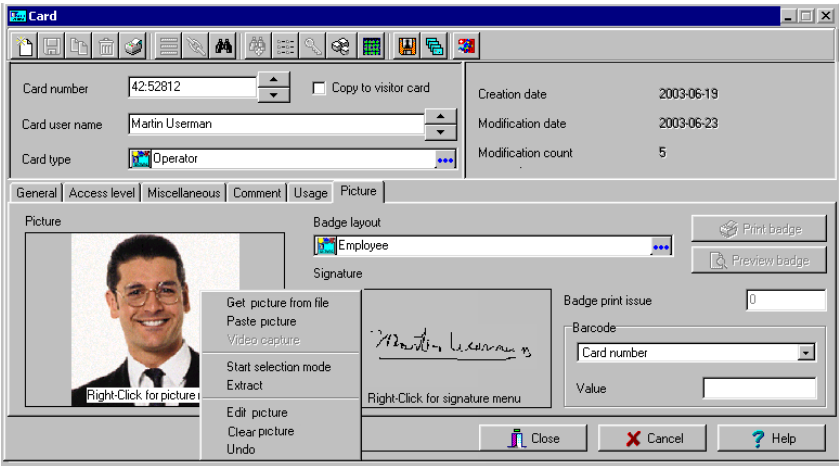 Card
Card number
42:52812
Copy to visitor card
Card user name
Martin Userman
Card type
Operator
Creation date
2003-06-19
Modification date
2003-06-23
Modification count
5
General
Access level
Miscellaneous
Comment
Usage
Picture
Picture
Right-Click for picture
Get picture from file
Paste picture
Video capture
Start selection mode
Extract
Edit picture
Clear picture
Undo
Badge layout
Employee
Signature
Right-Click for signature menu
Print badge
Preview badge
Badge print issue
0
Barcode
Card number
Value
Close
Cancel
? Help